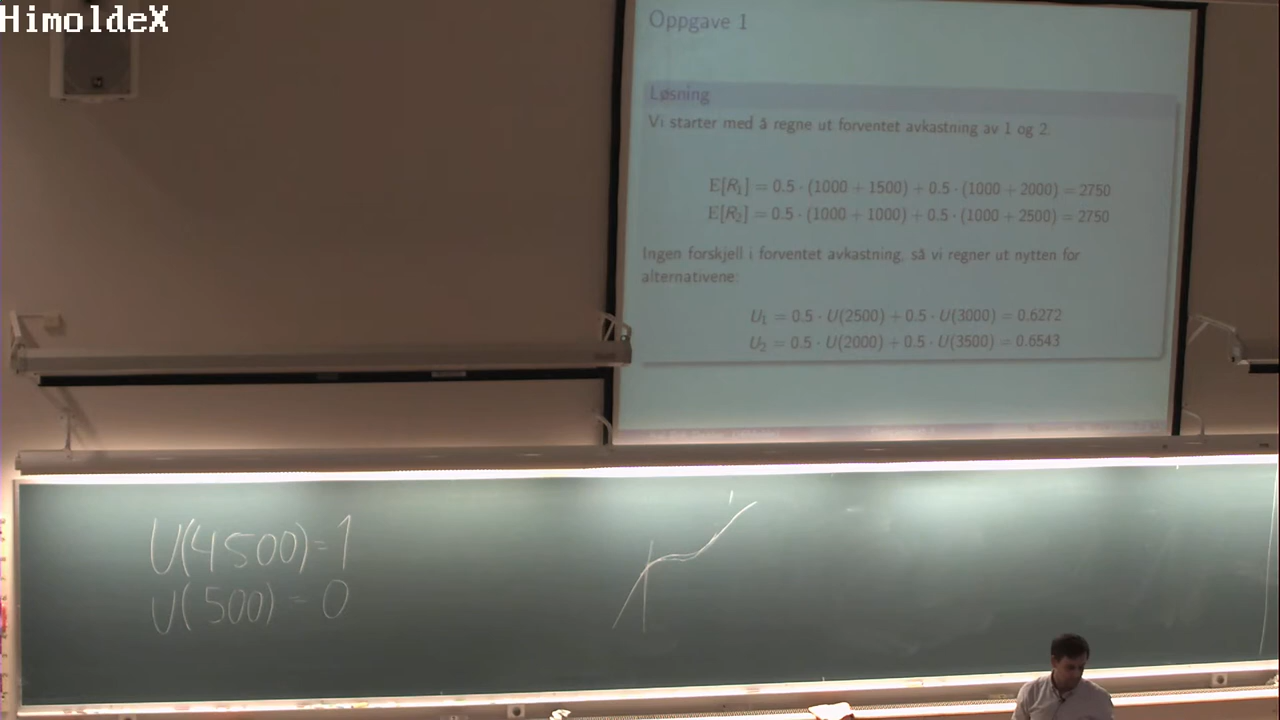 HimoldeX
Oppgave 1
Løsning
Vi starter med å regne ut forventet avkastning av 1 og 2.
E[R₁] = 0.5 · (1000 + 1500) + 0.5 · (1000 + 2000) = 2750
E[R₂] = 0.5 · (1000 + 1000) + 0.5 · (1000 + 2500) = 2750
Ingen forskjell i forventet avkastning, så vi regner ut nytten for
alternativene:
U₁ = 0.5 · U(2500) + 0.5 · U(3000) = 0.6272
U₂ = 0.5 · U(2000) + 0.5 · U(3500) = 0.6543
U(4500) = 1
U(500) = 0